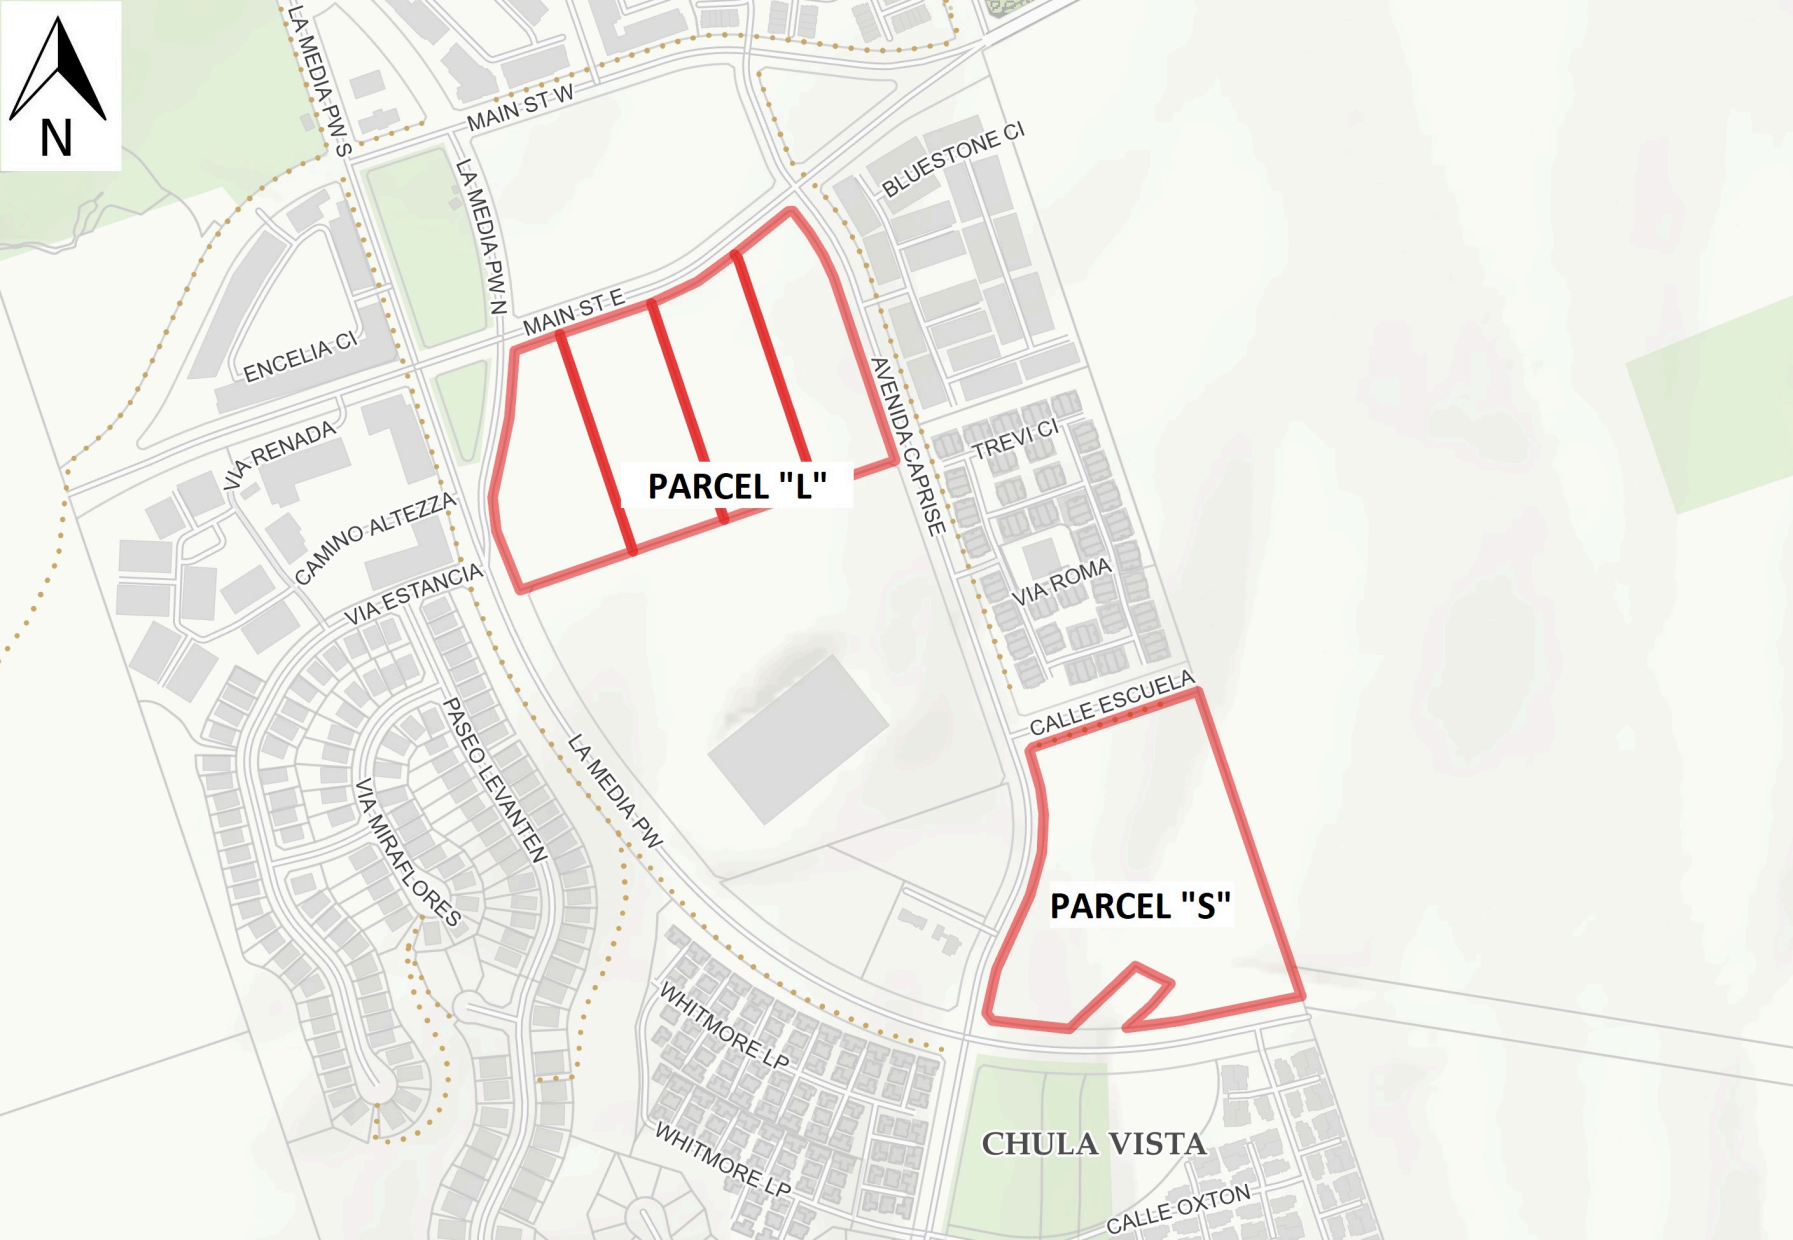 N
LA MEDIA PW S
MAIN ST W
LA MEDIA PW N
BLUESTONE CI
MAIN ST E
ENCELIA CI
AVENIDA CAPRISE
VIA RENADA
TREVI CI
PARCEL "L"
CAMINO ALTEZZA
VIA ESTANCIA
VIA ROMA
CALLE ESCUELA
PASEO LEVANTEN
LA MEDIA PW
VIA MIRAFLORES
PARCEL "S"
WHITMORE LP
WHITMORE LP
CHULA VISTA
CALLE OXTON